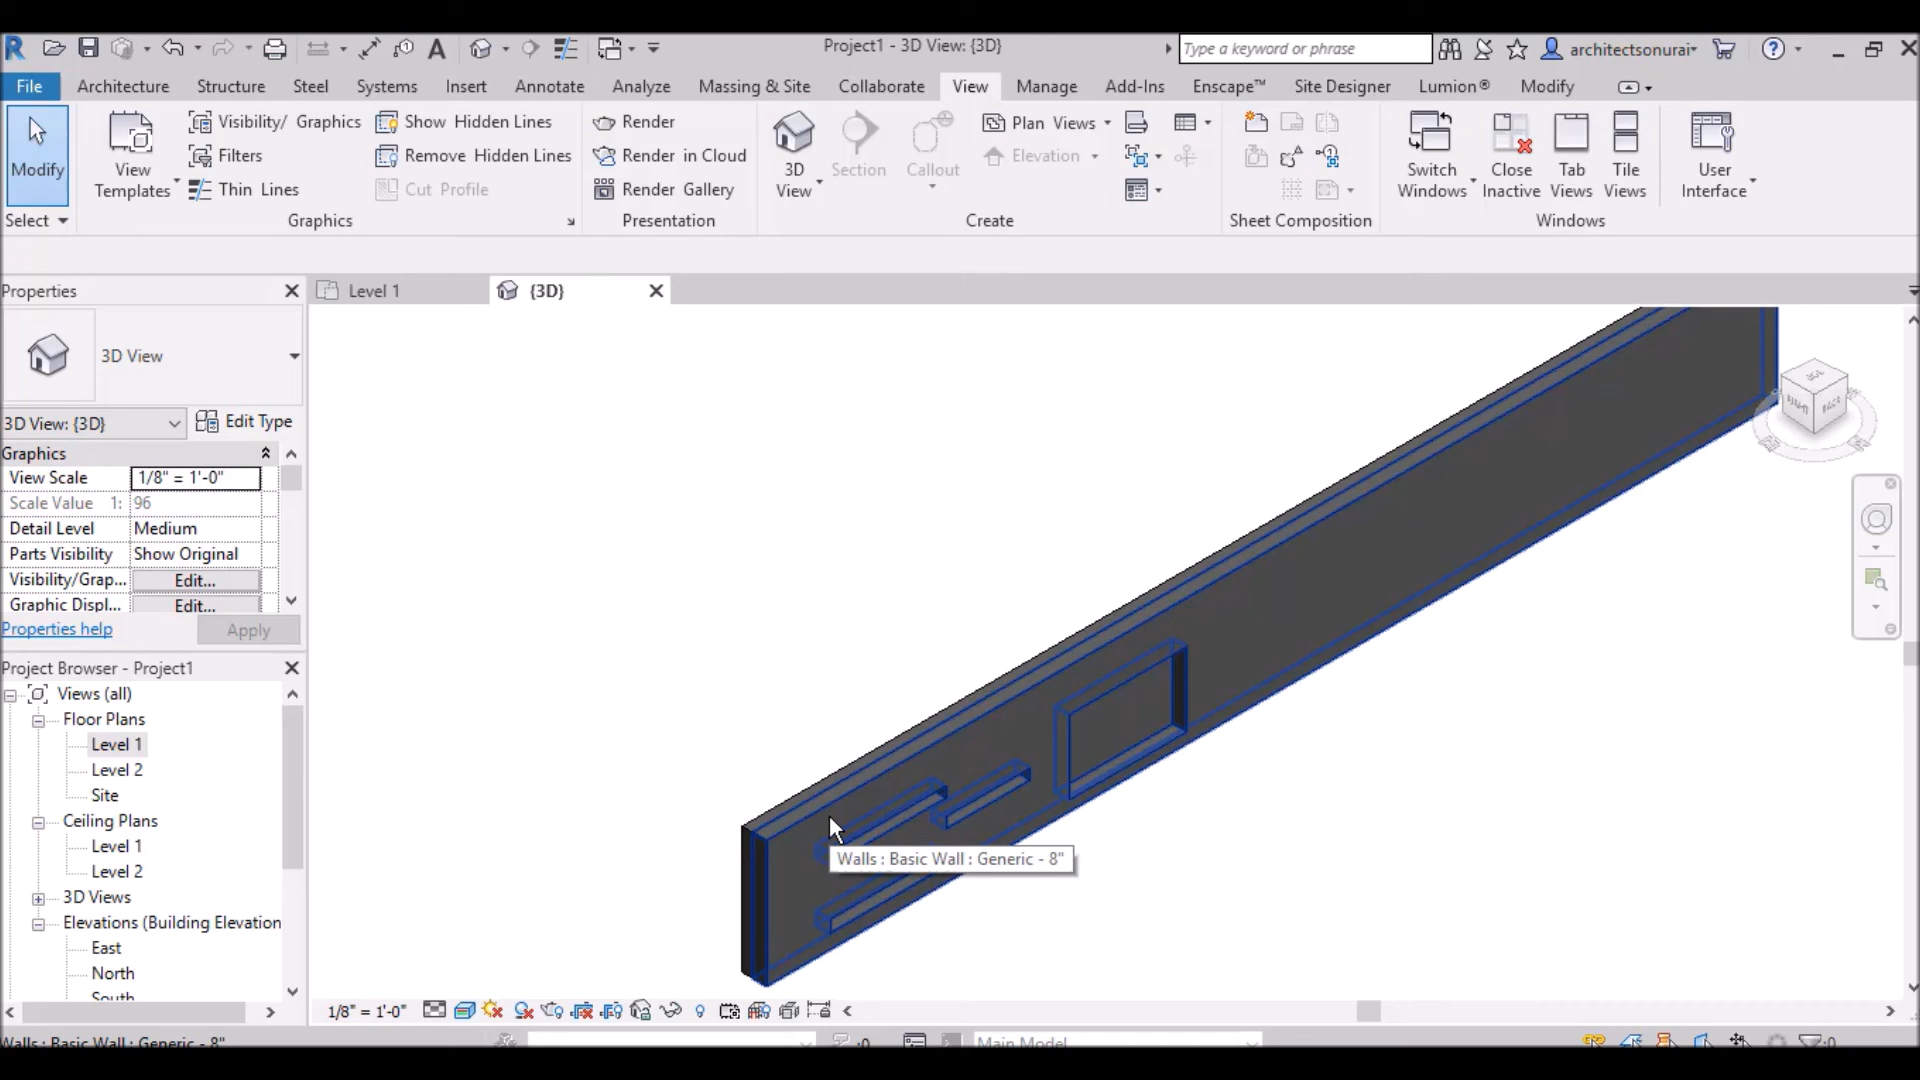 Project1 - 3D View: {3D}
Type a keyword or phrase
architectsonurai
File Architecture Structure Steel Systems Insert Annotate Analyze Massing & Site Collaborate View Manage Add-Ins Enscape™ Site Designer Lumion® Modify
Modify
Select
View Templates
Visibility/ Graphics
Filters
Thin Lines
Show Hidden Lines
Remove Hidden Lines
Cut Profile
Graphics
Render
Render in Cloud
Render Gallery
Presentation
3D View
Section
Callout
Plan Views
Elevation
Create
Sheet Composition
Switch Windows
Close Inactive
Tab Views
Tile Views
Windows
User Interface
Properties
Level 1
{3D}
3D View
3D View: {3D}
Edit Type
Graphics
View Scale 1/8" = 1'-0"
Scale Value 1: 96
Detail Level Medium
Parts Visibility Show Original
Visibility/Grap... Edit...
Graphic Displ... Edit...
Properties help
Apply
Project Browser - Project1
Views (all)
Floor Plans
Level 1
Level 2
Site
Ceiling Plans
Level 1
Level 2
3D Views
Elevations (Building Elevation
East
North
South
RIGHT
BACK
Walls : Basic Wall : Generic - 8"
1/8" = 1'-0"
Walls : Basic Wall : Generic - 8"
:0
Main Model
:0